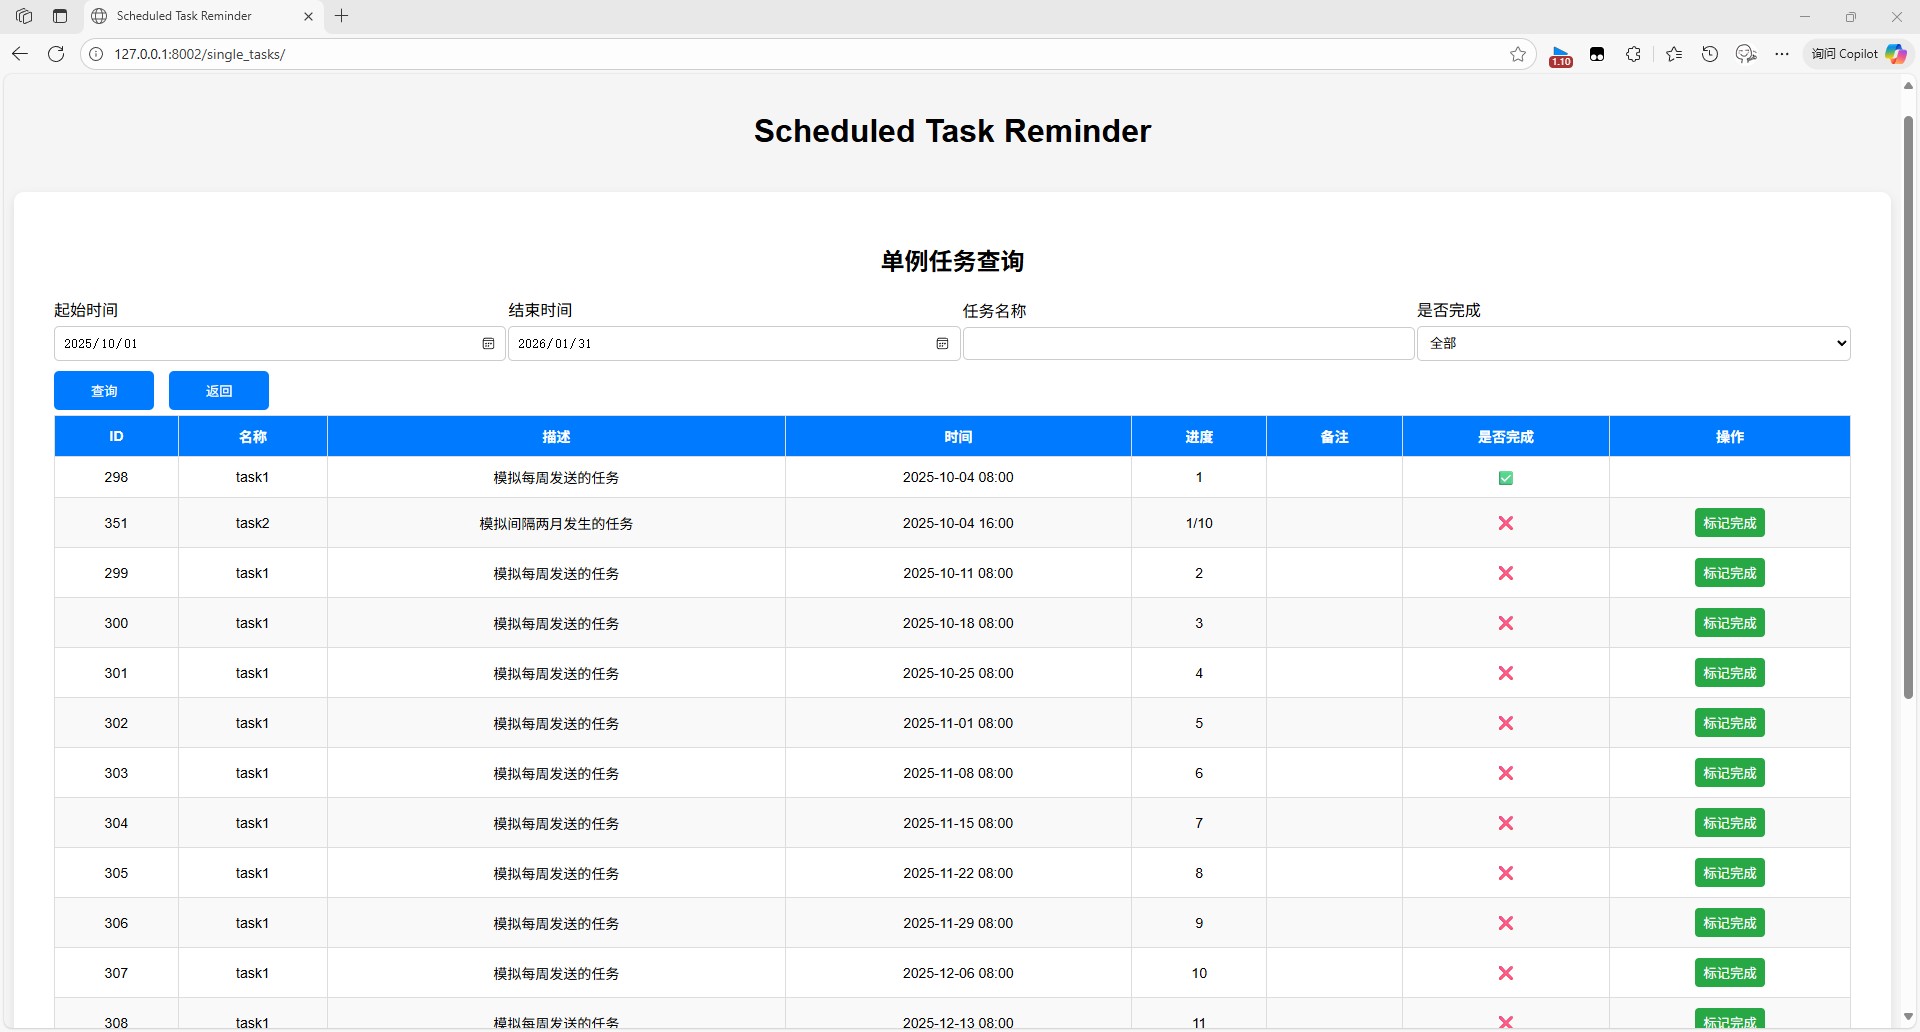 Scheduled Task Reminder
127.0.0.1:8002/single_tasks/
1.10
询问 Copilot
Scheduled Task Reminder
单例任务查询
起始时间 结束时间 任务名称 是否完成
2025/10/01 2026/01/31 全部
查询 返回
ID 名称 描述 时间 进度 备注 是否完成 操作
298 task1 模拟每周发送的任务 2025-10-04 08:00 1
351 task2 模拟间隔两月发生的任务 2025-10-04 16:00 1/10 标记完成
299 task1 模拟每周发送的任务 2025-10-11 08:00 2 标记完成
300 task1 模拟每周发送的任务 2025-10-18 08:00 3 标记完成
301 task1 模拟每周发送的任务 2025-10-25 08:00 4 标记完成
302 task1 模拟每周发送的任务 2025-11-01 08:00 5 标记完成
303 task1 模拟每周发送的任务 2025-11-08 08:00 6 标记完成
304 task1 模拟每周发送的任务 2025-11-15 08:00 7 标记完成
305 task1 模拟每周发送的任务 2025-11-22 08:00 8 标记完成
306 task1 模拟每周发送的任务 2025-11-29 08:00 9 标记完成
307 task1 模拟每周发送的任务 2025-12-06 08:00 10 标记完成
308 task1 模拟每周发送的任务 2025-12-13 08:00 11 标记完成